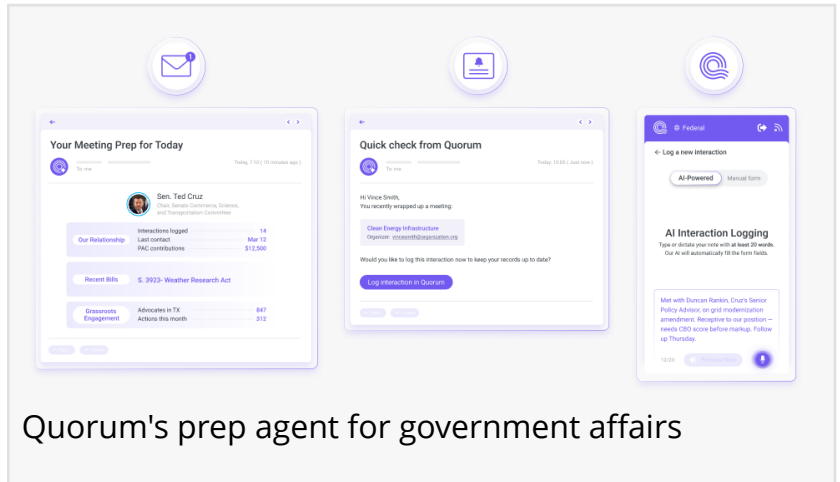 1
←
< >
Your Meeting Prep for Today
To me
Today, 7:10 ( 10 minutes ago )
Sen. Ted Cruz
Chair, Senate Commerce, Science,
and Transportation Committee
Our Relationship
Interactions logged 14
Last contact Mar 12
PAC contributions $12,500
Recent Bills
S. 3923- Weather Research Act
Grassroots
Engagement
Advocates in TX 847
Actions this month 312
←
< >
Quick check from Quorum
To me
Today, 10:00 ( Just now )
Hi Vince Smith,
You recently wrapped up a meeting:
Clean Energy Infrastructure
Organizer: vincesmith@organization.org
Would you like to log this interaction now to keep your records up to date?
Log interaction in Quorum
Federal
← Log a new interaction
AI-Powered
Manual form
AI Interaction Logging
Type or dictate your note with at least 20 words.
Our AI will automatically fill the form fields.
Met with Duncan Rankin, Cruz's Senior
Policy Advisor, on grid modernization
amendment. Receptive to our position —
needs CBO score before markup. Follow
up Thursday.
Quorum's prep agent for government affairs